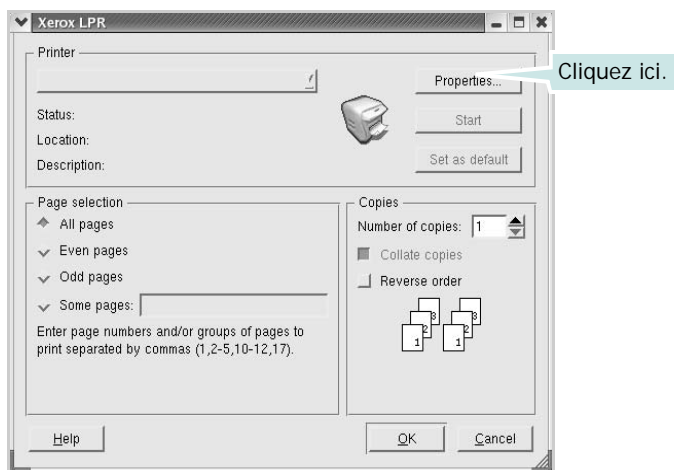 Xerox LPR
Printer
Properties...
Cliquez ici.
Status:
Start
Location:
Set as default
Description:
Page selection
All pages
Even pages
Odd pages
Some pages:
Enter page numbers and/or groups of pages to
print separated by commas (1,2-5,10-12,17).
Copies
Number of copies: 1
Collate copies
Reverse order
3 3
2 2
1 1
Help
OK
Cancel